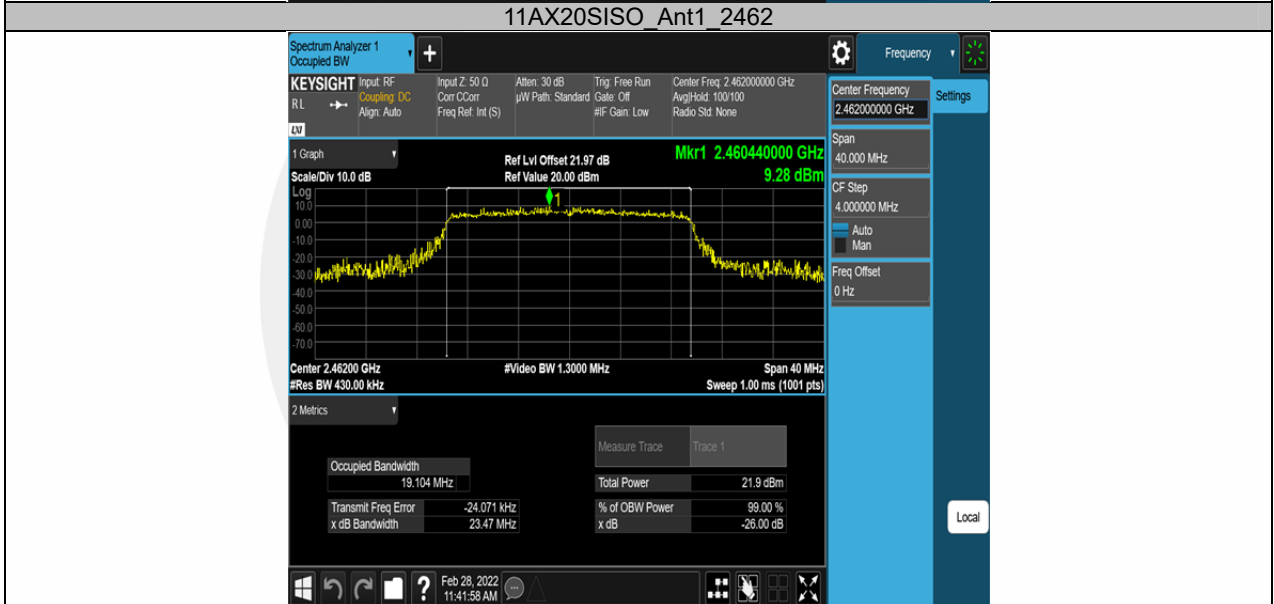 11AX20SISO_Ant1_2462
Spectrum Analyzer 1
Occupied BW
+
Frequency
KEYSIGHT
RL
LXI
Input: RF
Coupling: DC
Align: Auto
Input Z: 50 Ω
Corr CCorr
Freq Ref: Int (S)
Atten: 30 dB
µW Path: Standard
Trig: Free Run
Gate: Off
#IF Gain: Low
Center Freq: 2.462000000 GHz
Avg|Hold: 100/100
Radio Std: None
Center Frequency
2.462000000 GHz
Settings
Span
40.000 MHz
CF Step
4.000000 MHz
Auto
Man
Freq Offset
0 Hz
1 Graph
Scale/Div 10.0 dB
Ref Lvl Offset 21.97 dB
Ref Value 20.00 dBm
Mkr1 2.460440000 GHz
9.28 dBm
Log
1
10.0
0.00
-10.0
-20.0
-30.0
-40.0
-50.0
-60.0
-70.0
Center 2.46200 GHz
#Video BW 1.3000 MHz
Span 40 MHz
#Res BW 430.00 kHz
Sweep 1.00 ms (1001 pts)
2 Metrics
Measure Trace Trace 1
Occupied Bandwidth
19.104 MHz
Total Power 21.9 dBm
Transmit Freq Error -24.071 kHz
% of OBW Power 99.00 %
x dB Bandwidth 23.47 MHz
x dB -26.00 dB
Local
?
Feb 28, 2022
11:41:58 AM